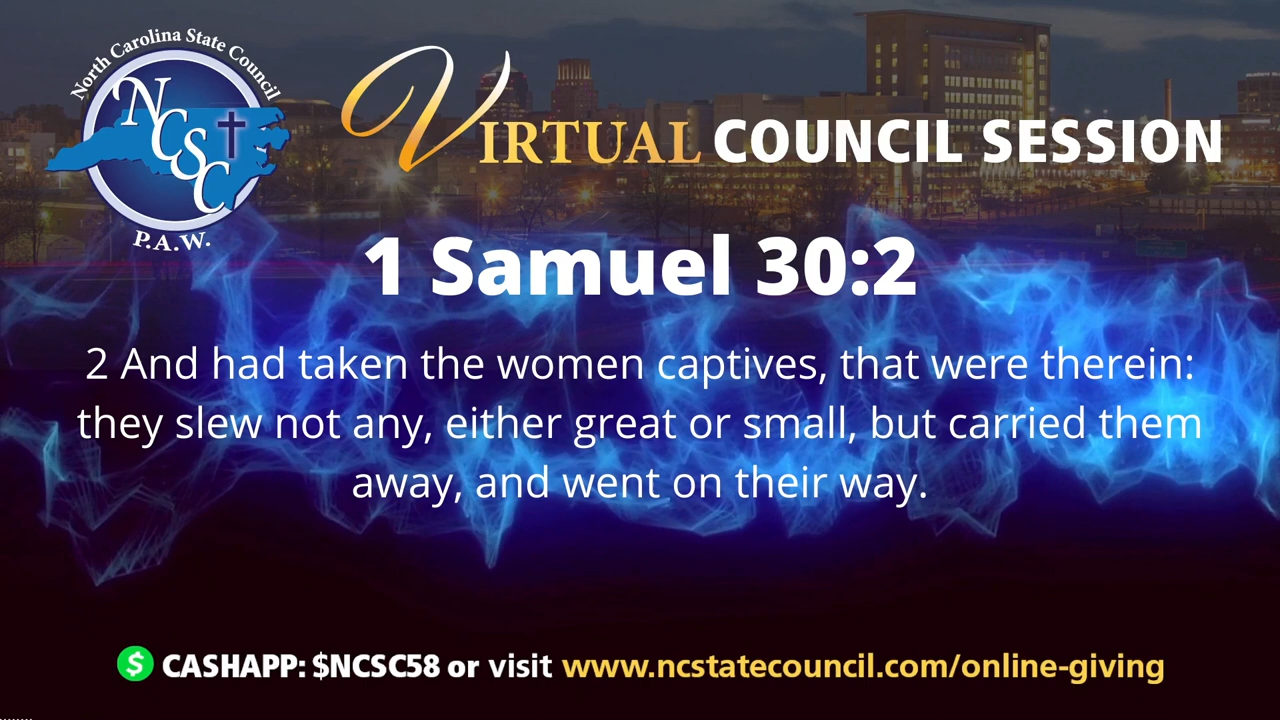 North Carolina State Council
NCSC
P.A.W.
VIRTUAL COUNCIL SESSION
1 Samuel 30:2
2 And had taken the women captives, that were therein:
they slew not any, either great or small, but carried them
away, and went on their way.
$ CASHAPP: $NCSC58 or visit www.ncstatecouncil.com/online-giving